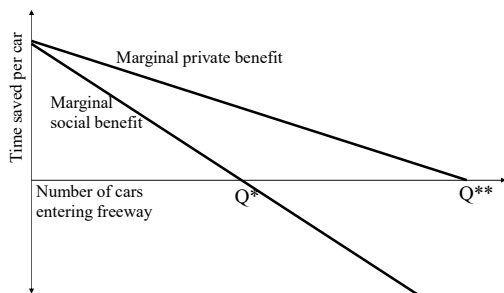 Time saved per car
Marginal private benefit
Marginal
social benefit
Number of cars
entering freeway
Q*
Q**